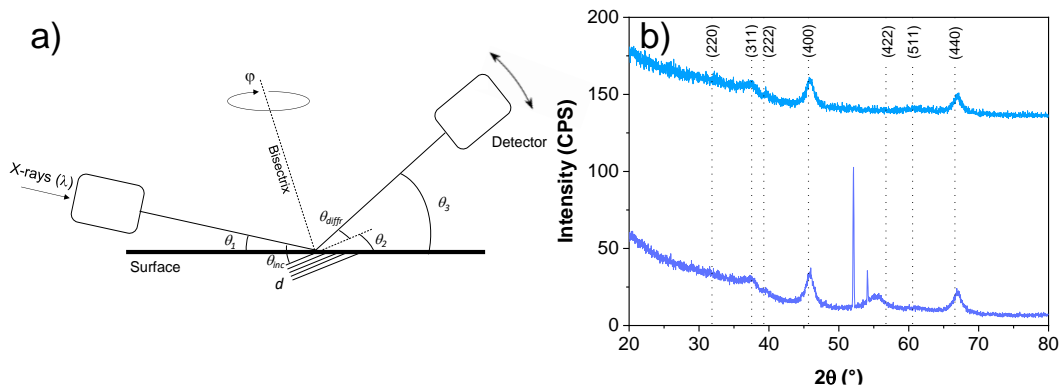 a)
φ
Bisectrix
Detector
X-rays (λ)
θ1
θinc
d
θdiffr
θ2
θ3
Surface
b)
(220)
(311)
(222)
(400)
(422)
(511)
(440)
200
150
100
50
0
Intensity (CPS)
20 30 40 50 60 70 80
2θ (°)